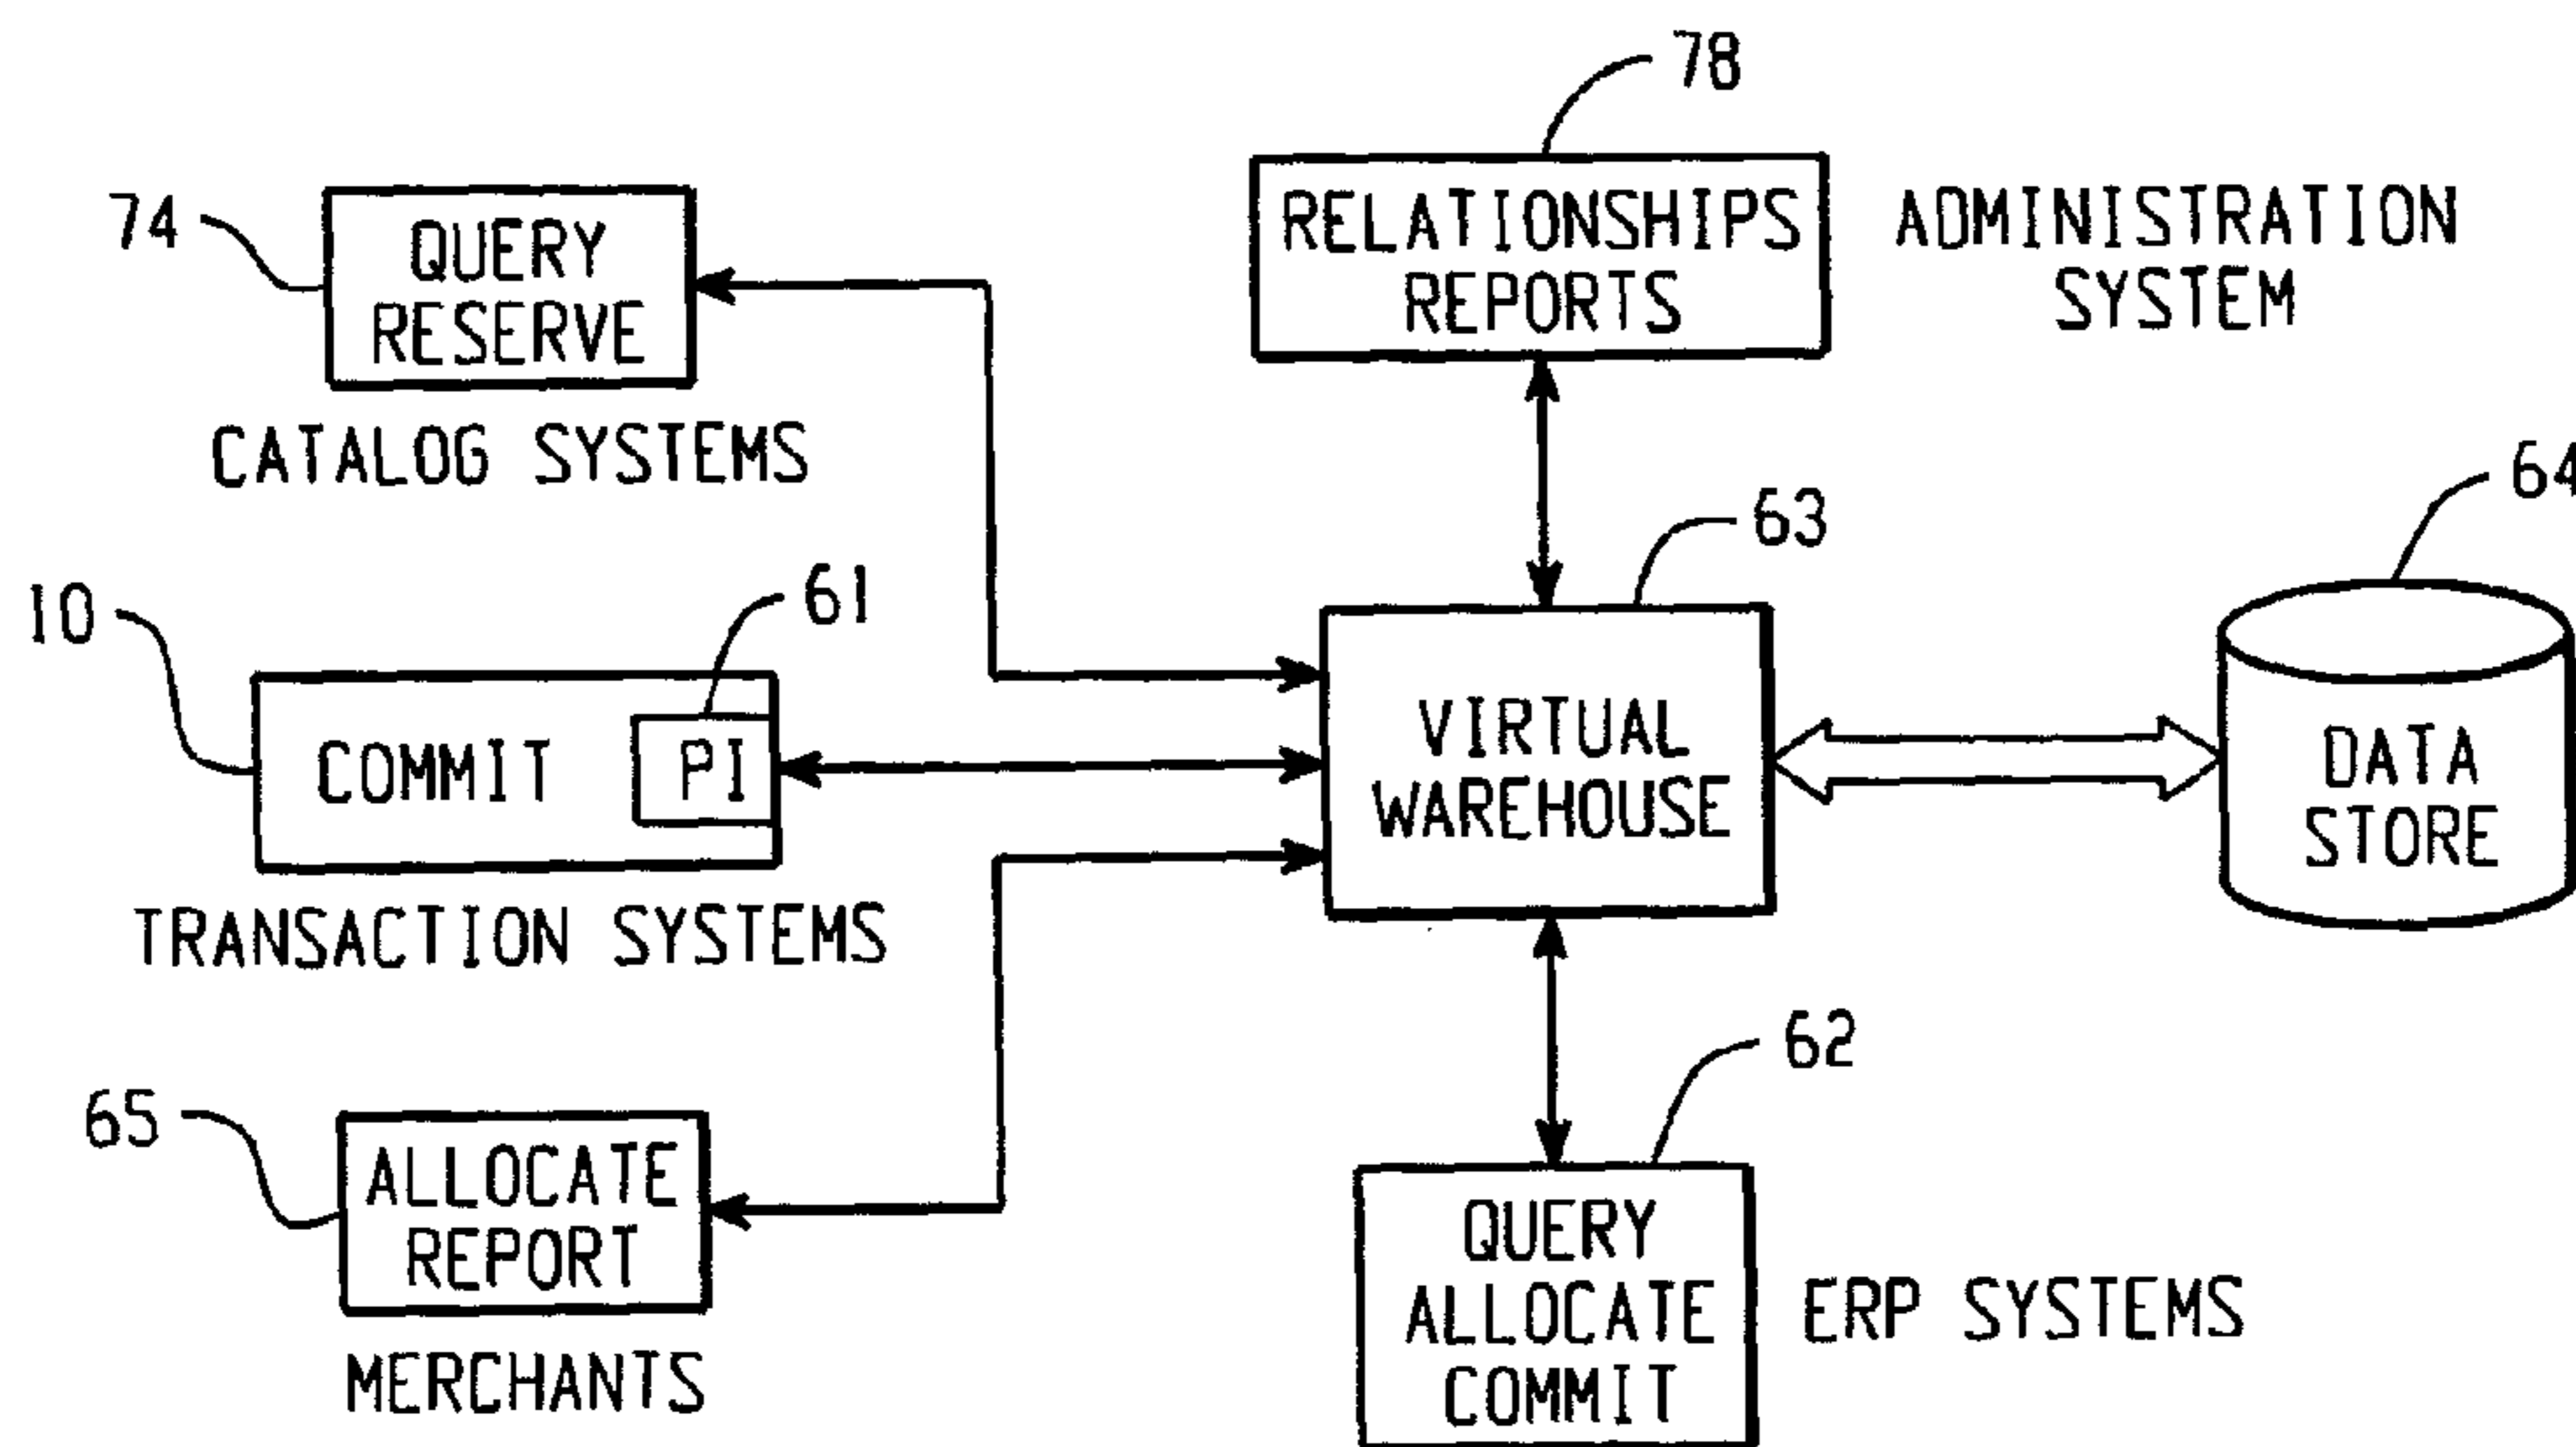 78
74
QUERY
RESERVE
CATALOG SYSTEMS
RELATIONSHIPS
REPORTS
ADMINISTRATION
SYSTEM
10
61
COMMIT
PI
TRANSACTION SYSTEMS
63
VIRTUAL
WAREHOUSE
64
DATA
STORE
65
ALLOCATE
REPORT
MERCHANTS
62
QUERY
ALLOCATE
COMMIT
ERP SYSTEMS